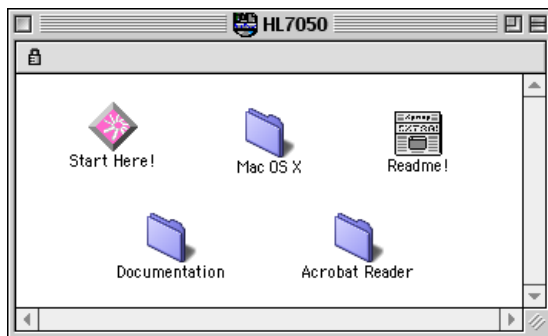 HL7050
Start Here!
Mac OS X
Readme!
Documentation
Acrobat Reader